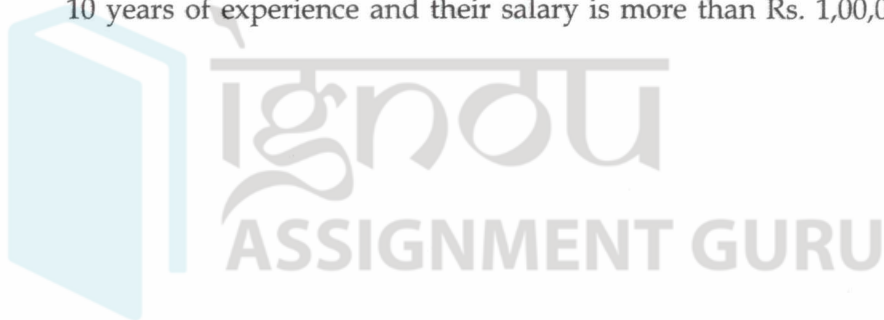 10 years of experience and their salary is more than Rs. 1,00,0
ignou
ASSIGNMENT GURU